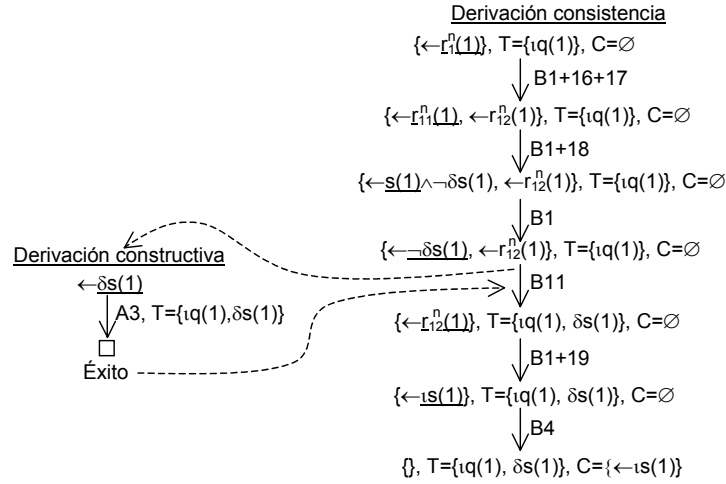 Derivación consistencia
{←r₁ⁿ(1)}, T={ιq(1)}, C=∅
B1+16+17
{←r₁₁ⁿ(1), ←r₁₂ⁿ(1)}, T={ιq(1)}, C=∅
B1+18
{←s(1)∧¬δs(1), ←r₁₂ⁿ(1)}, T={ιq(1)}, C=∅
B1
{←¬δs(1), ←r₁₂ⁿ(1)}, T={ιq(1)}, C=∅
B11
Derivación constructiva
←δs(1)
A3, T={ιq(1),δs(1)}
Éxito
{←r₁₂ⁿ(1)}, T={ιq(1), δs(1)}, C=∅
B1+19
{←ιs(1)}, T={ιq(1), δs(1)}, C=∅
B4
{}, T={ιq(1), δs(1)}, C={←ιs(1)}